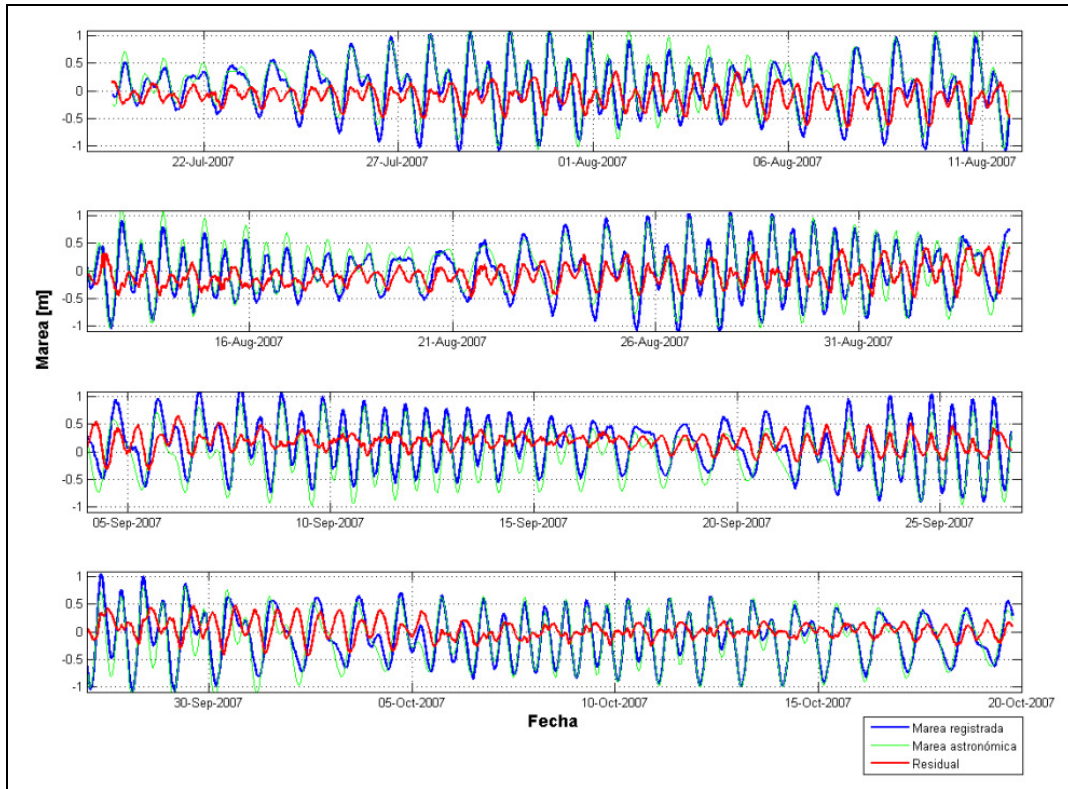 1
0.5
0
-0.5
-1
22-Jul-2007 27-Jul-2007 01-Aug-2007 06-Aug-2007 11-Aug-2007
1
0.5
0
-0.5
-1
16-Aug-2007 21-Aug-2007 26-Aug-2007 31-Aug-2007
Marea [m]
1
0.5
0
-0.5
-1
05-Sep-2007 10-Sep-2007 15-Sep-2007 20-Sep-2007 25-Sep-2007
1
0.5
0
-0.5
-1
30-Sep-2007 05-Oct-2007 10-Oct-2007 15-Oct-2007 20-Oct-2007
Fecha
Marea registrada
Marea astronómica
Residual